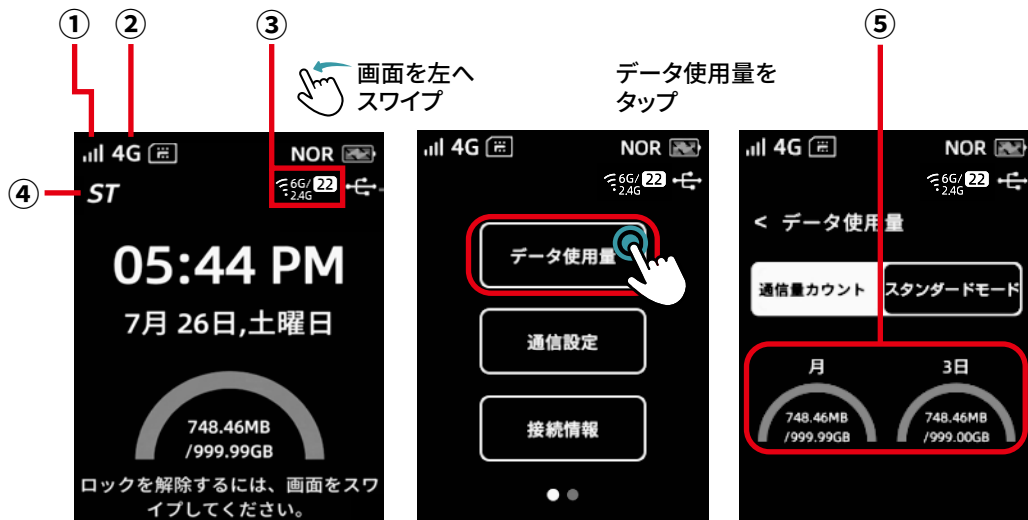 ① ② ③ ⑤
画面を左へ
スワイプ
データ使用量を
タップ
4G NOR
④ ST 6G/ 22
2.4G
05:44 PM
7月 26日,土曜日
748.46MB
/999.99GB
ロックを解除するには、画面をスワ
イプしてください。
4G NOR
6G/ 22
2.4G
データ使用量
通信設定
接続情報
4G NOR
6G/ 22
2.4G
< データ使用量
通信量カウント スタンダードモード
月 3日
748.46MB 748.46MB
/999.99GB /999.00GB